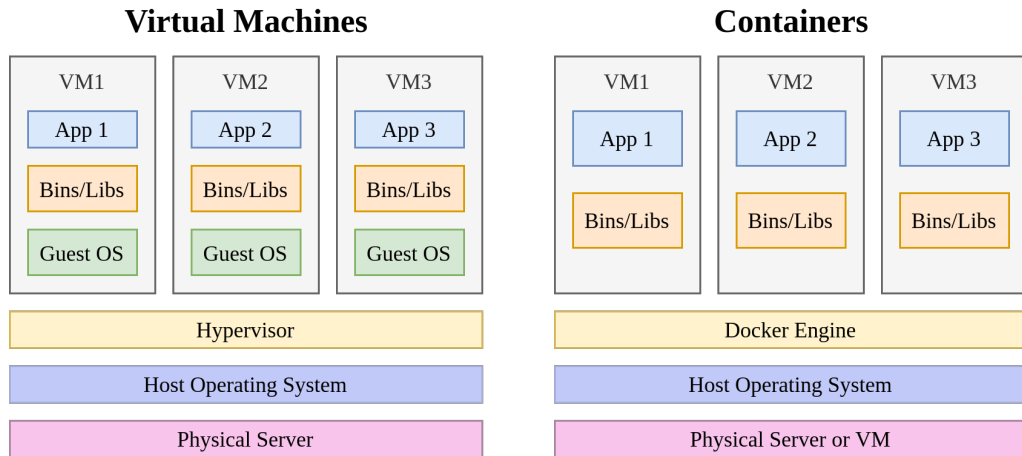 Virtual Machines
VM1
App 1
Bins/Libs
Guest OS
VM2
App 2
Bins/Libs
Guest OS
VM3
App 3
Bins/Libs
Guest OS
Hypervisor
Host Operating System
Physical Server
Containers
VM1
App 1
Bins/Libs
VM2
App 2
Bins/Libs
VM3
App 3
Bins/Libs
Docker Engine
Host Operating System
Physical Server or VM